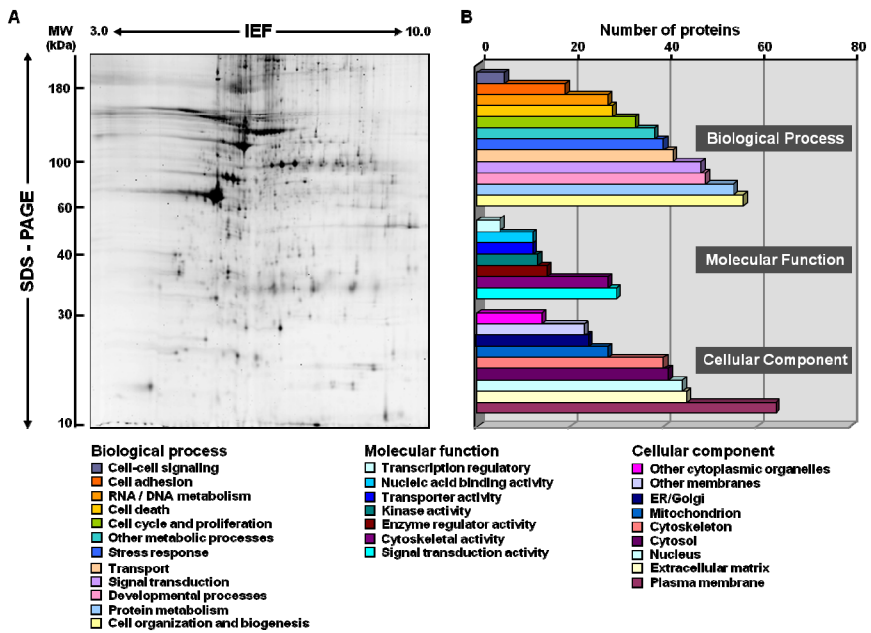 A
MW
(kDa)
3.0
IEF
10.0
180
100
60
40
30
10
SDS - PAGE
B
Number of proteins
0 20 40 60 80
Biological Process
Molecular Function
Cellular Component
Biological process
Cell-cell signaling
Cell adhesion
RNA / DNA metabolism
Cell death
Cell cycle and proliferation
Other metabolic processes
Stress response
Transport
Signal transduction
Developmental processes
Protein metabolism
Cell organization and biogenesis
Molecular function
Transcription regulatory
Nucleic acid binding activity
Transporter activity
Kinase activity
Enzyme regulator activity
Cytoskeletal activity
Signal transduction activity
Cellular component
Other cytoplasmic organelles
Other membranes
ER/Golgi
Mitochondrion
Cytoskeleton
Cytosol
Nucleus
Extracellular matrix
Plasma membrane